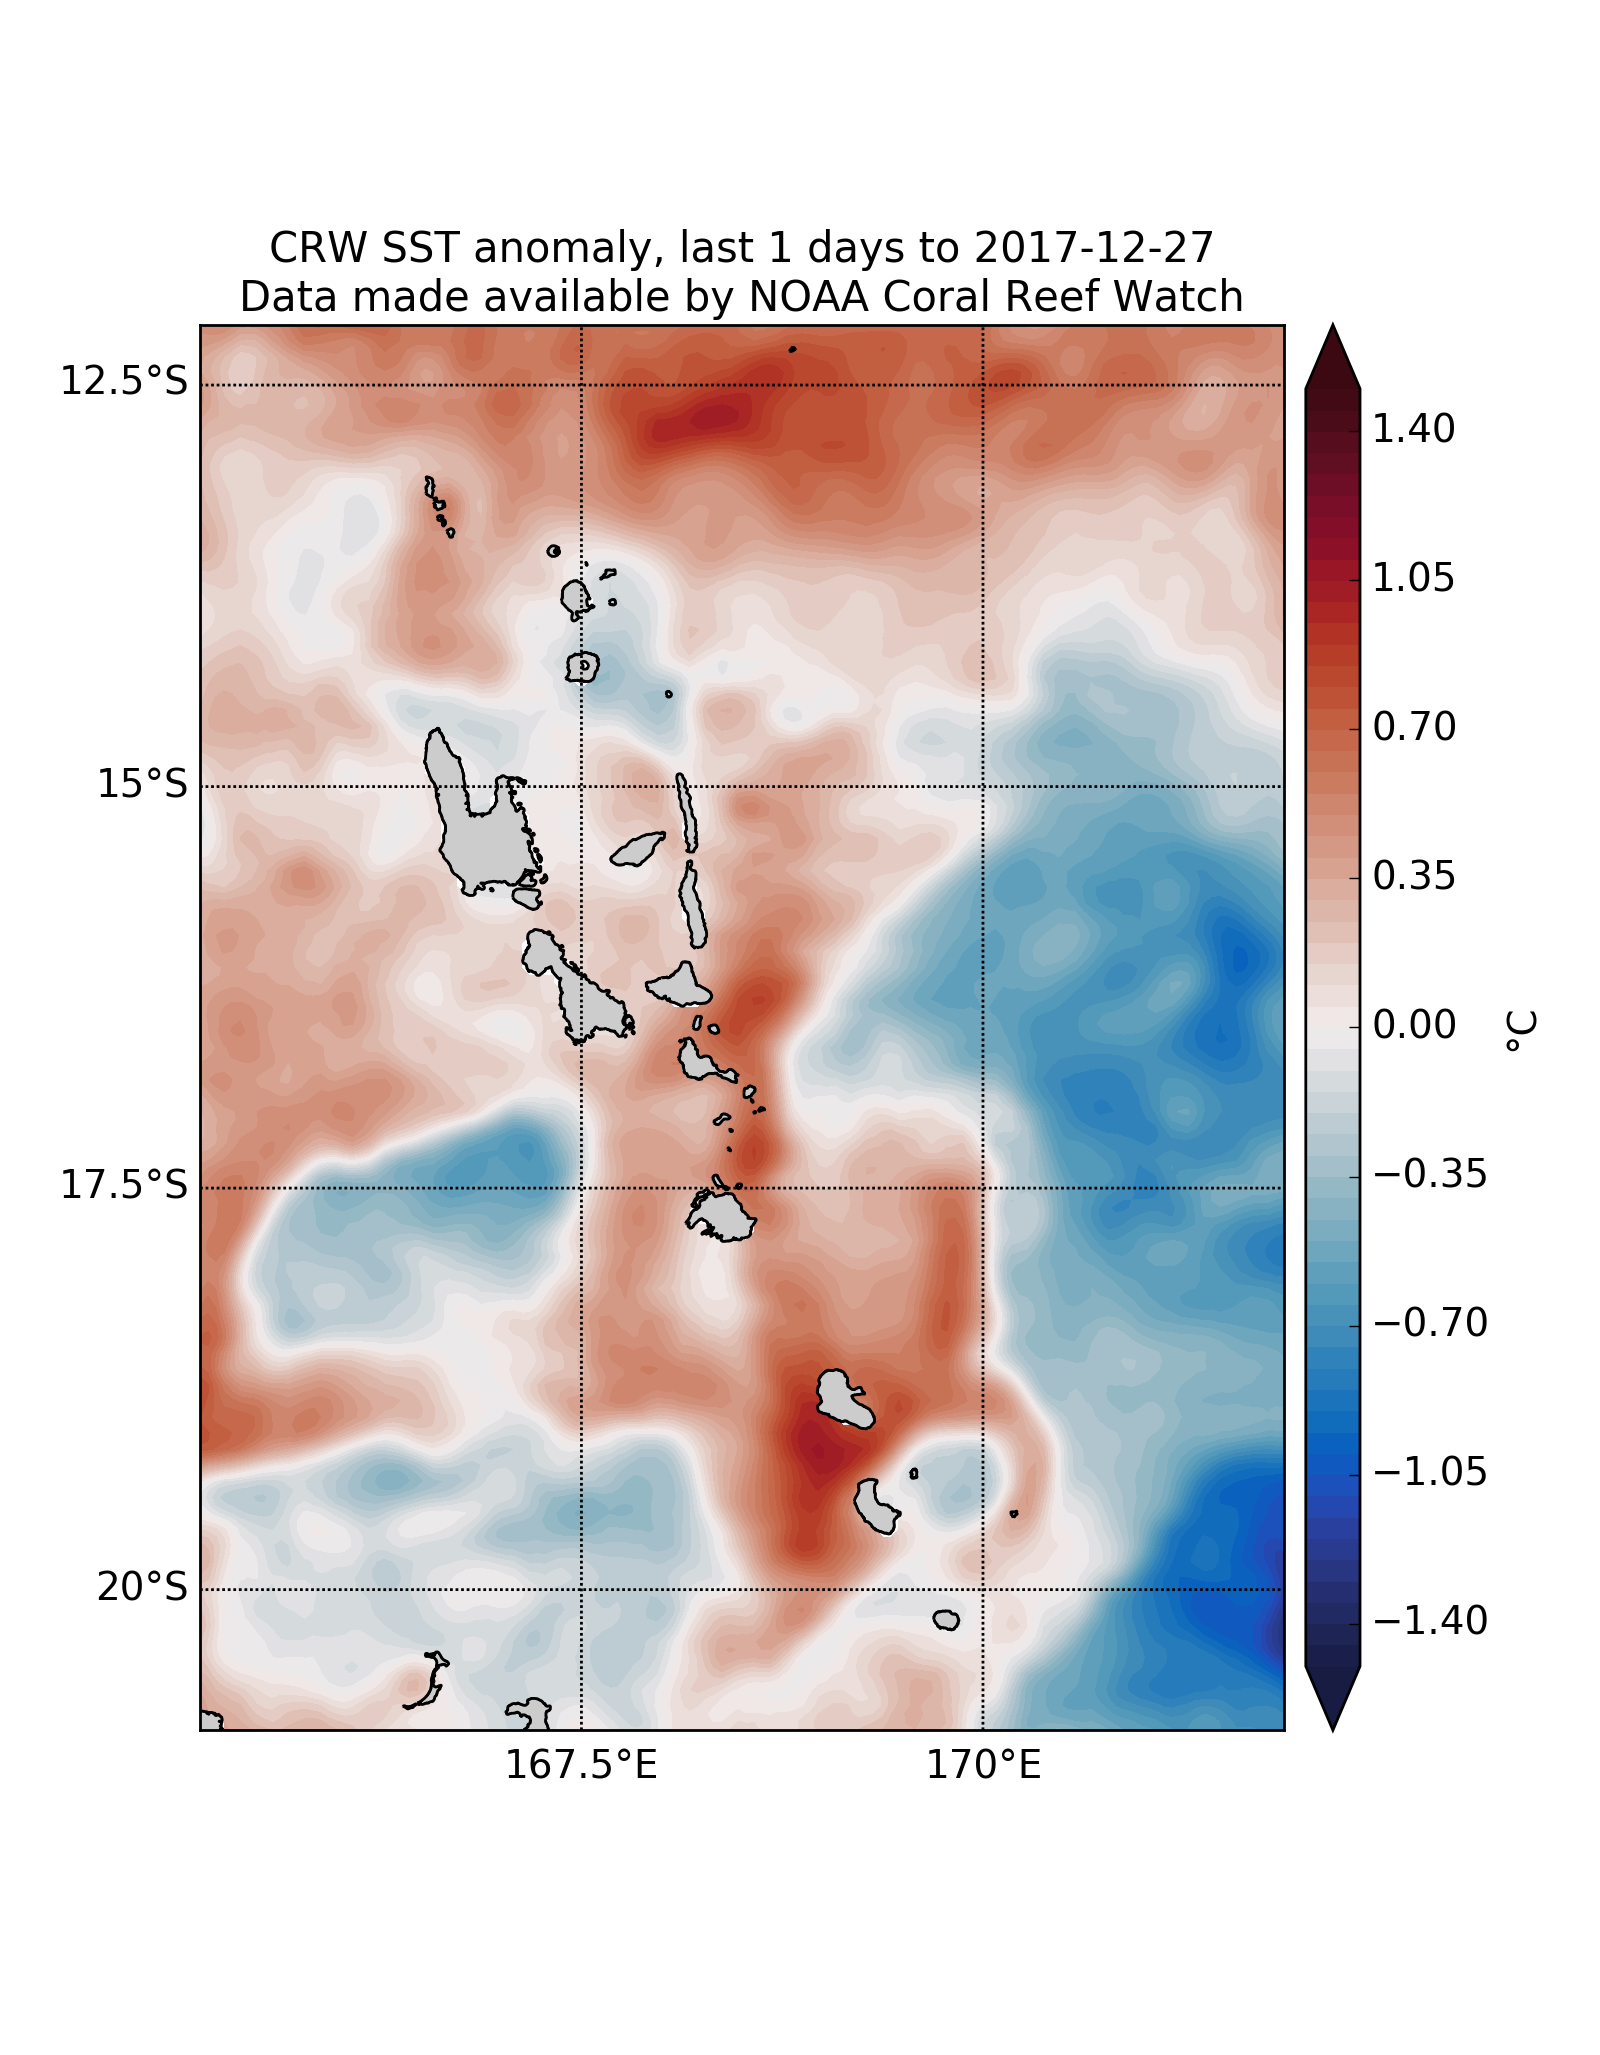 CRW SST anomaly, last 1 days to 2017-12-27
Data made available by NOAA Coral Reef Watch
12.5°S
15°S
17.5°S
20°S
167.5°E
170°E
1.40
1.05
0.70
0.35
0.00
−0.35
−0.70
−1.05
−1.40
°C